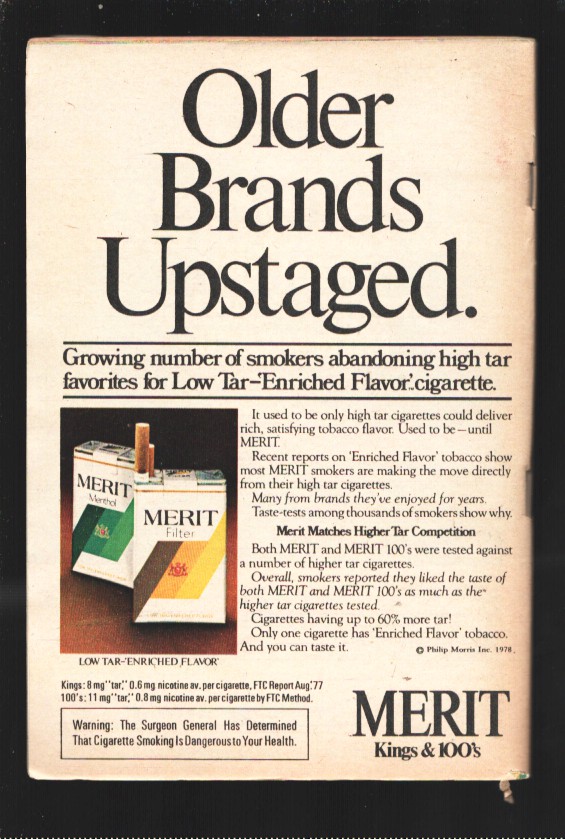 Older
Brands
Upstaged.
Growing number of smokers abandoning high tar
favorites for Low Tar-'Enriched Flavor'.cigarette.
It used to be only high tar cigarettes could deliver
rich, satisfying tobacco flavor. Used to be—until
MERIT.
Recent reports on 'Enriched Flavor' tobacco show
most MERIT smokers are making the move directly
from their high tar cigarettes.
Many from brands they've enjoyed for years.
Taste-tests among thousands of smokers show why.
Merit Matches Higher Tar Competition
Both MERIT and MERIT 100's were tested against
a number of higher tar cigarettes.
Overall, smokers reported they liked the taste of
both MERIT and MERIT 100's as much as the
higher tar cigarettes tested.
Cigarettes having up to 60% more tar!
Only one cigarette has 'Enriched Flavor' tobacco.
And you can taste it.
© Philip Morris Inc. 1978
MERIT
Menthol
MERIT
Filter
LOW TAR-'ENRICHED FLAVOR'
Kings: 8 mg "tar," 0.6 mg nicotine av. per cigarette, FTC Report Aug.'77
100's: 11 mg "tar," 0.8 mg nicotine av. per cigarette by FTC Method.
Warning: The Surgeon General Has Determined
That Cigarette Smoking Is Dangerous to Your Health.
MERIT
Kings & 100's